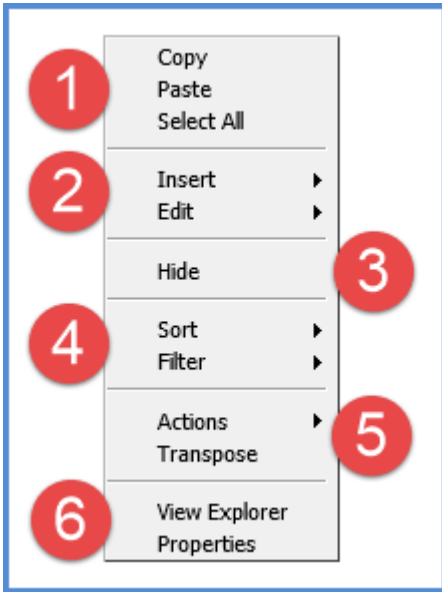 1
Copy
Paste
Select All
2
Insert
Edit
Hide
3
4
Sort
Filter
Actions
5
Transpose
6
View Explorer
Properties